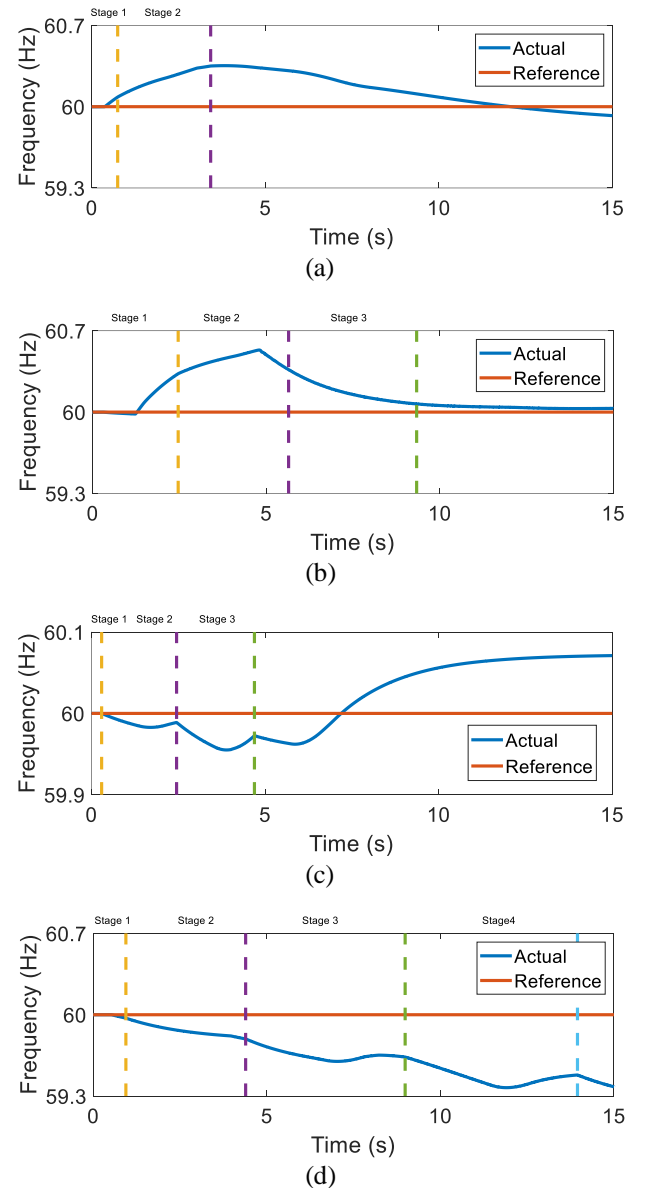 Stage 1 Stage 2
60.7
60
59.3
Frequency (Hz)
Actual
Reference
0 5 10 15
Time (s)
(a)
Stage 1 Stage 2 Stage 3
60.7
60
59.3
Frequency (Hz)
Actual
Reference
0 5 10 15
Time (s)
(b)
Stage 1 Stage 2 Stage 3
60.1
60
59.9
Frequency (Hz)
Actual
Reference
0 5 10 15
Time (s)
(c)
Stage 1 Stage 2 Stage 3 Stage4
60.7
60
59.3
Frequency (Hz)
Actual
Reference
0 5 10 15
Time (s)
(d)